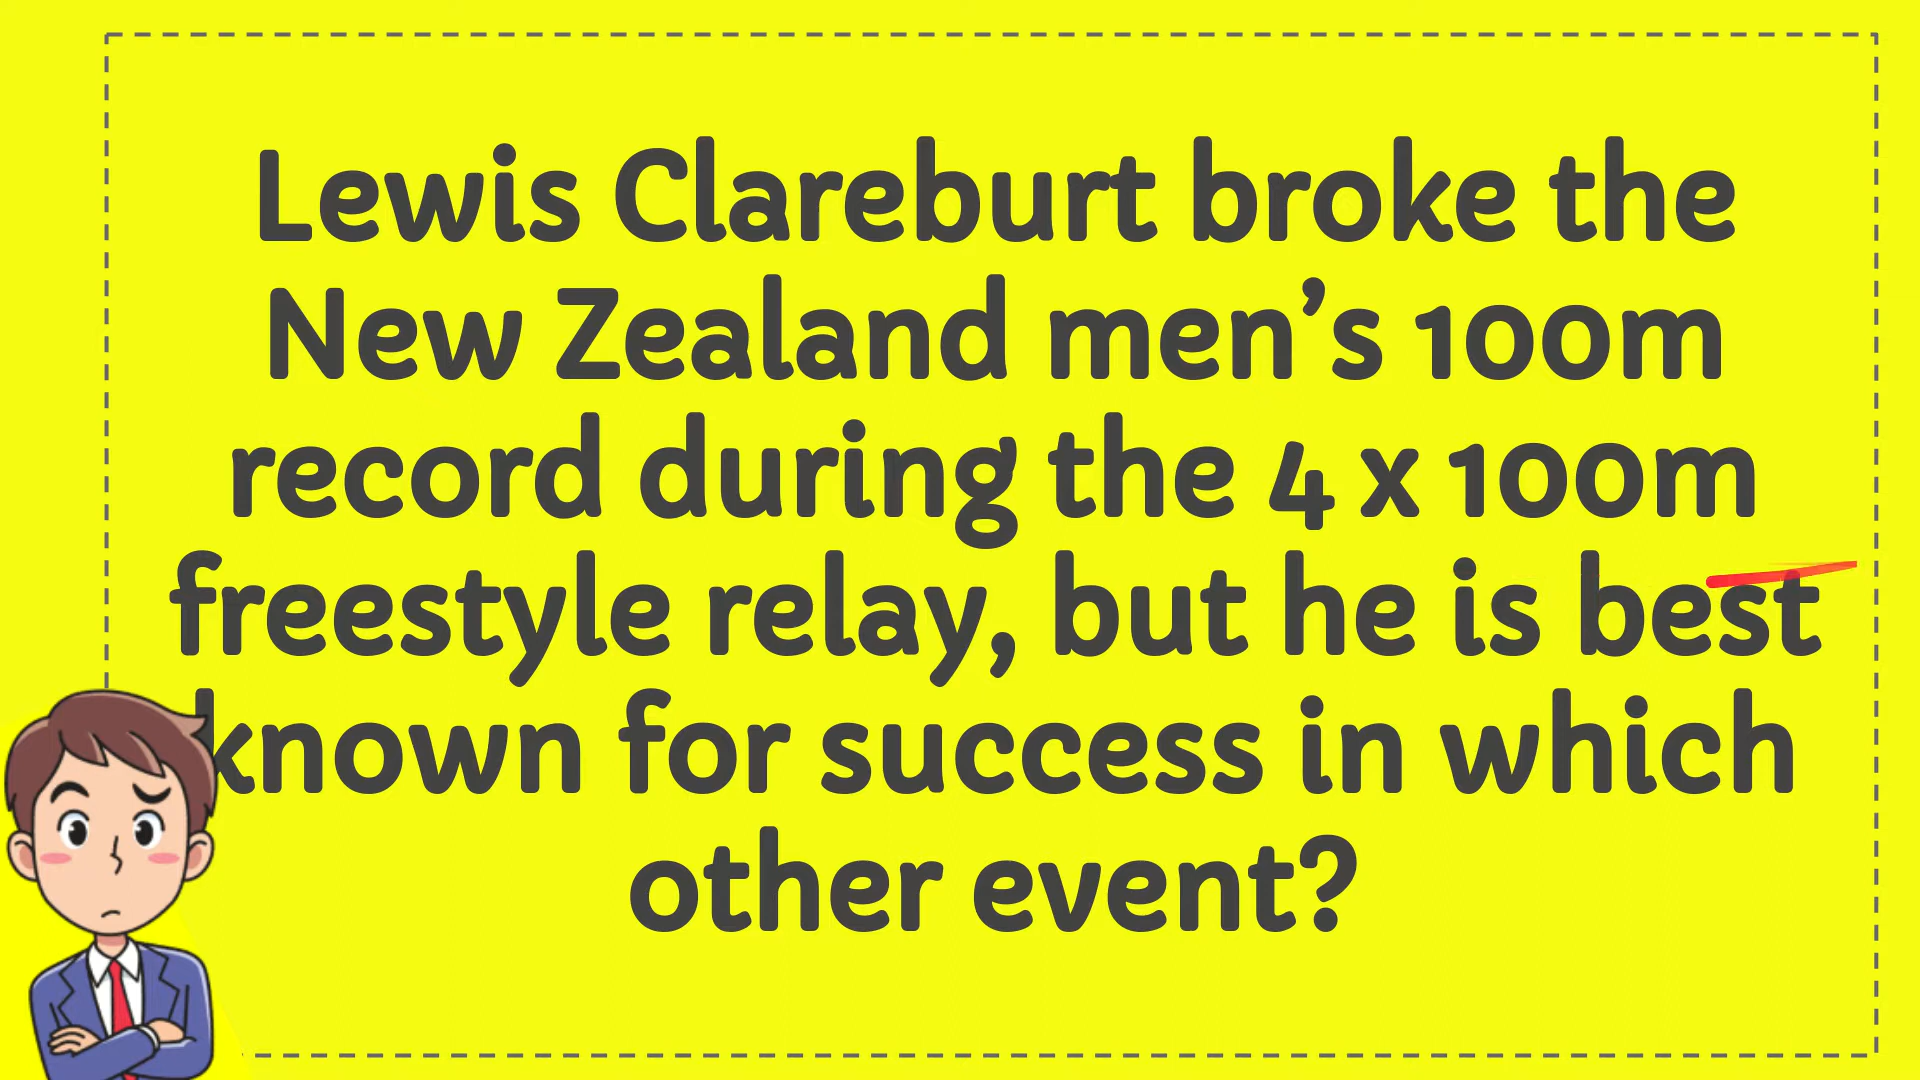 Lewis Clareburt broke the
New Zealand men’s 100m
record during the 4 x 100m
freestyle relay, but he is best
known for success in which
other event?